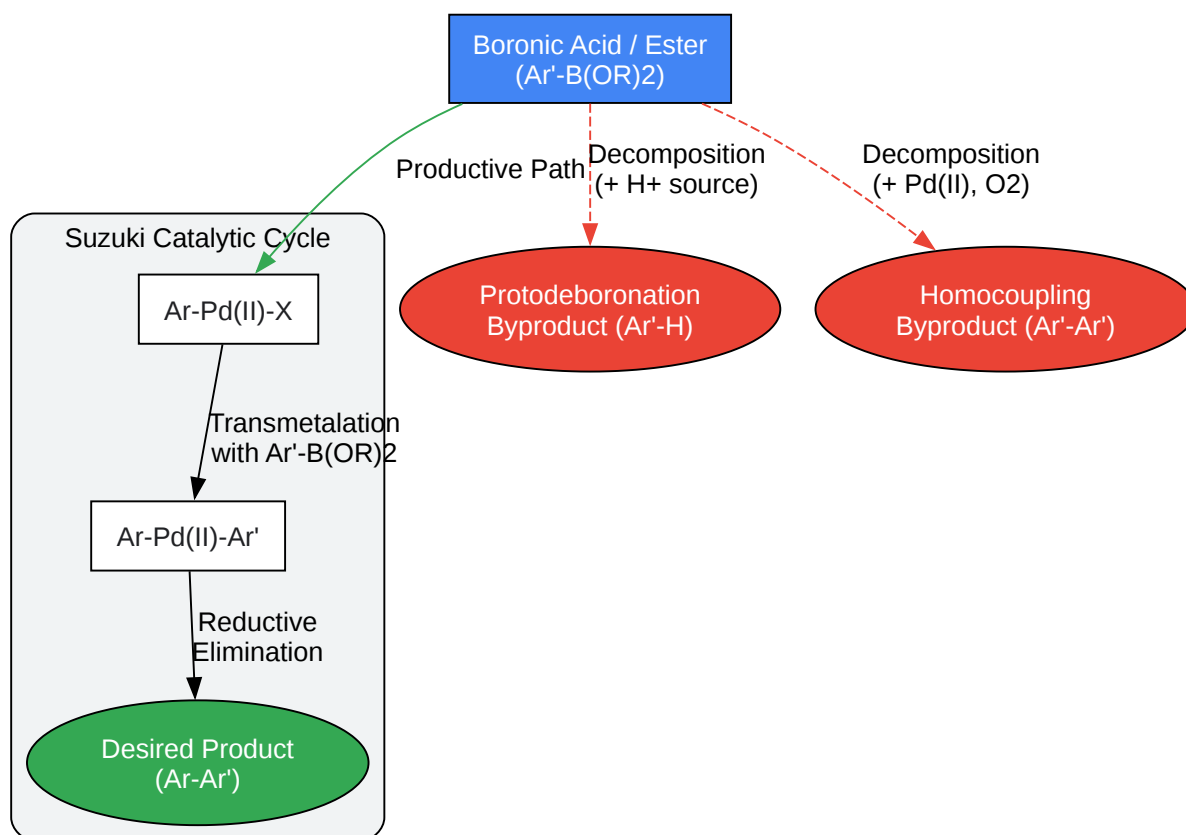 Boronic Acid / Ester
(Ar'-B(OR)2)
Productive Path
Decomposition
(+ H+ source)
Decomposition
(+ Pd(II), O2)
Suzuki Catalytic Cycle
Ar-Pd(II)-X
Protodeboronation
Byproduct (Ar'-H)
Homocoupling
Byproduct (Ar'-Ar')
Transmetalation
with Ar'-B(OR)2
Ar-Pd(II)-Ar'
Reductive
Elimination
Desired Product
(Ar-Ar')